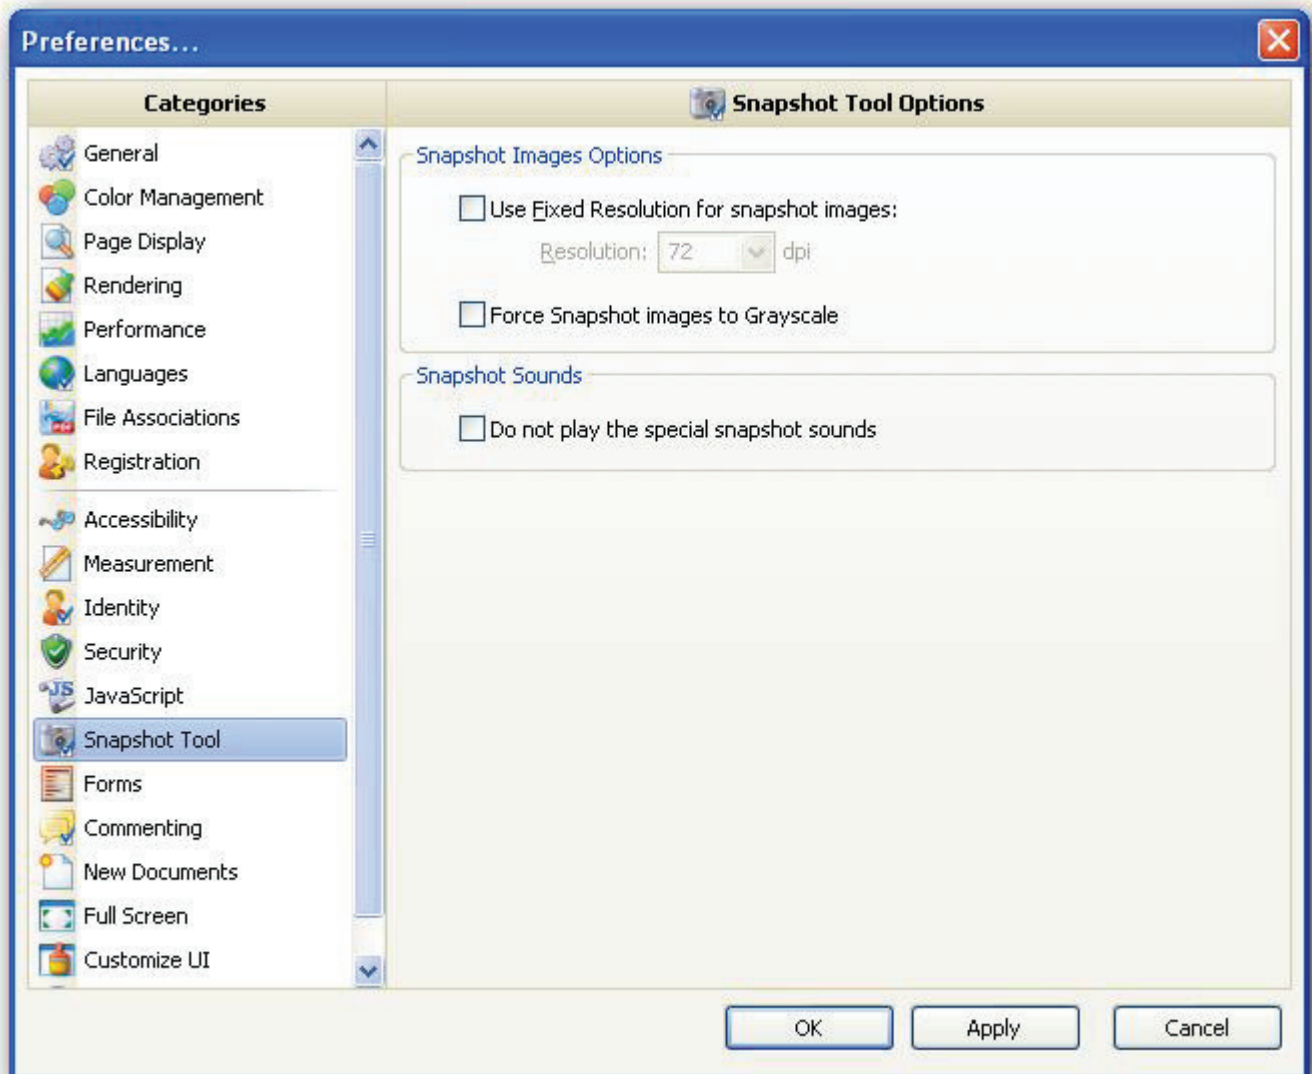 Preferences...
Categories
Snapshot Tool Options
General
Color Management
Page Display
Rendering
Performance
Languages
File Associations
Registration
Accessibility
Measurement
Identity
Security
JavaScript
Snapshot Tool
Forms
Commenting
New Documents
Full Screen
Customize UI
Snapshot Images Options
Use Fixed Resolution for snapshot images:
Resolution: 72 dpi
Force Snapshot images to Grayscale
Snapshot Sounds
Do not play the special snapshot sounds
OK Apply Cancel